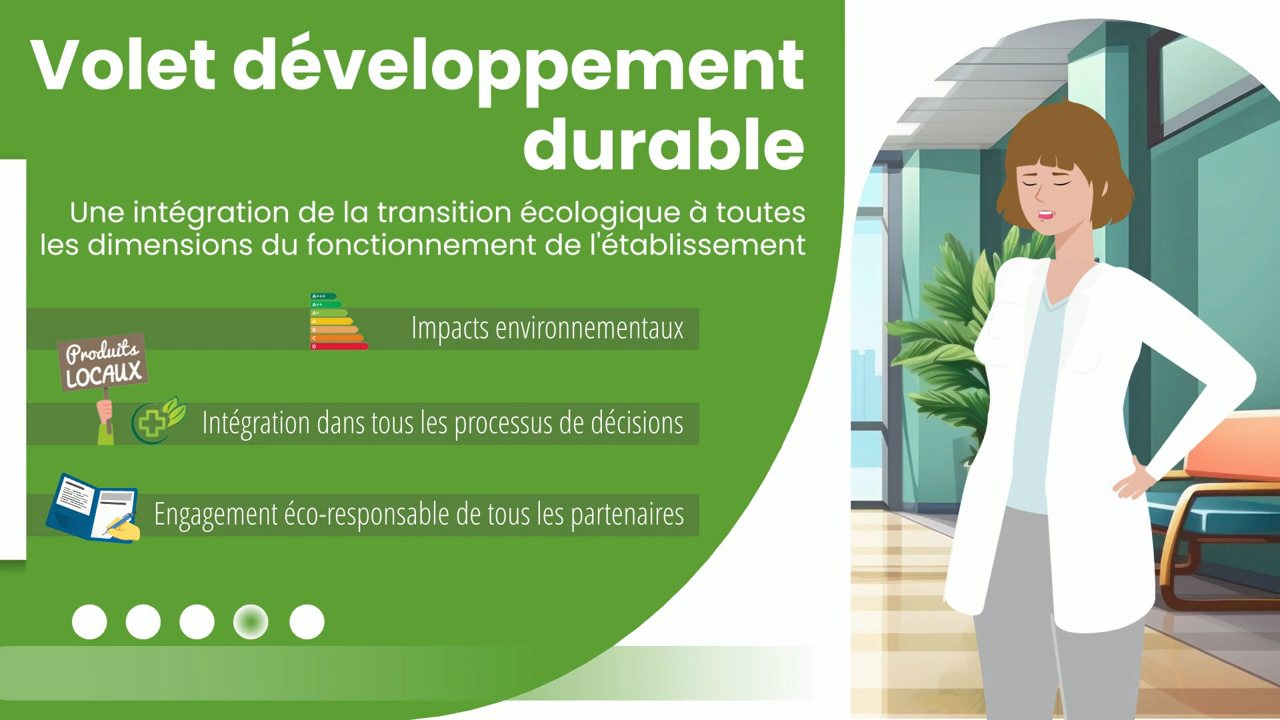 Volet développement
durable
Une intégration de la transition écologique à toutes
les dimensions du fonctionnement de l'établissement
A+++
A++
A+
A
B
C
D
Impacts environnementaux
Produits
LOCAUX
Intégration dans tous les processus de décisions
Engagement éco-responsable de tous les partenaires